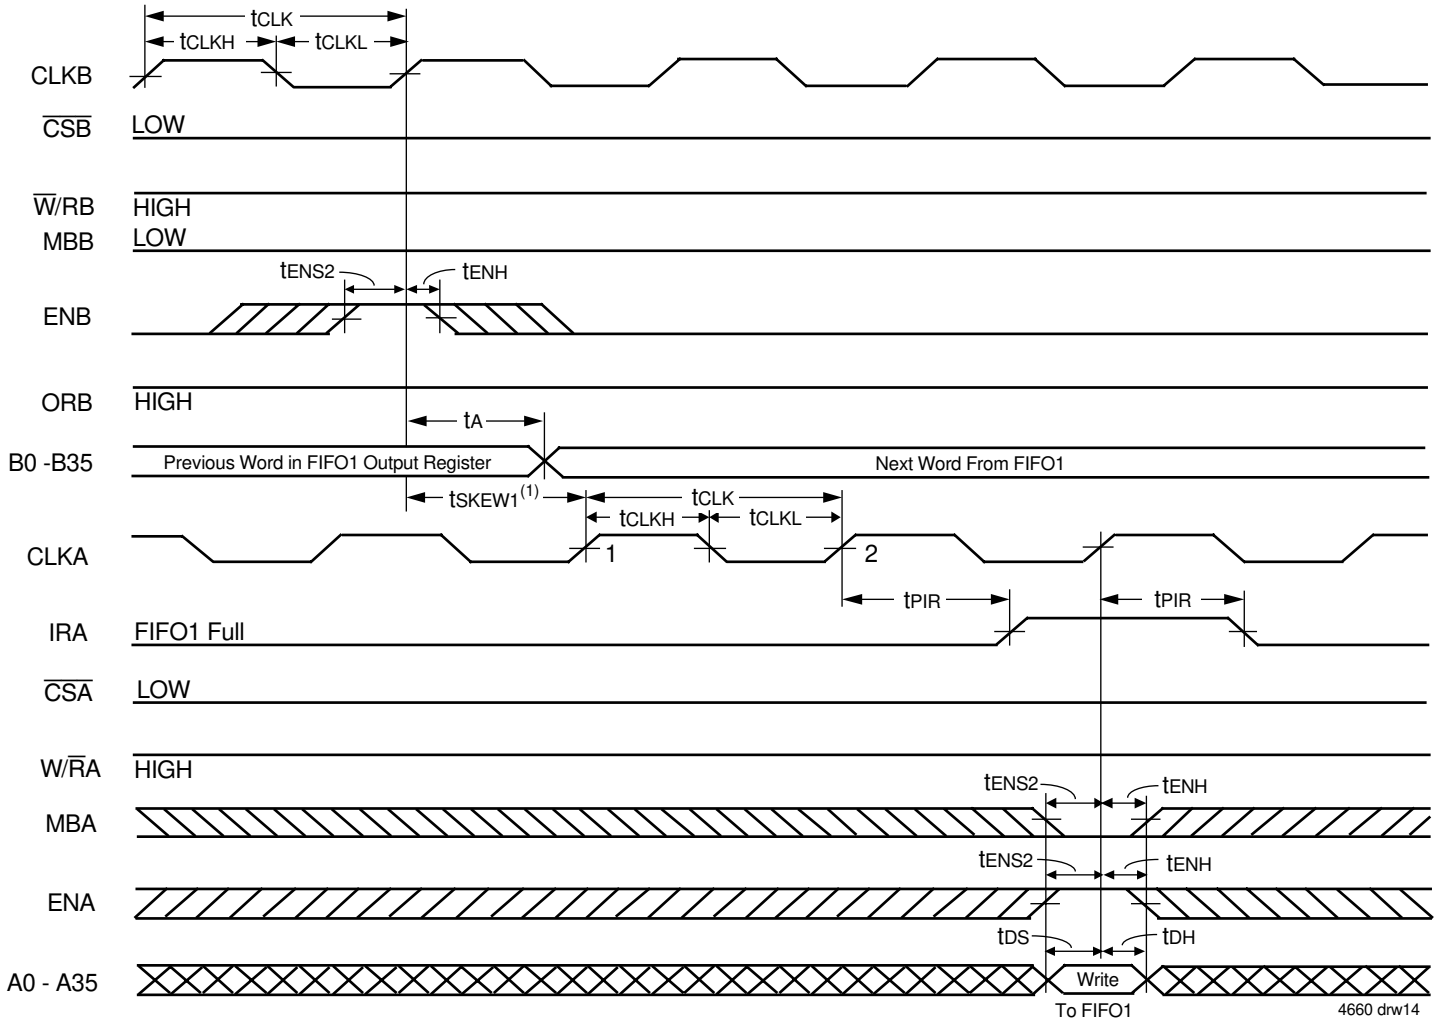 tCLK
tCLKH
tCLKL
CLKB
CSB
LOW
W/RB
HIGH
MBB
LOW
tENS2
tENH
ENB
ORB
HIGH
tA
B0 -B35
Previous Word in FIFO1 Output Register
Next Word From FIFO1
tSKEW1(1)
tCLK
tCLKH
tCLKL
CLKA
1
2
tPIR
tPIR
IRA
FIFO1 Full
CSA
LOW
W/RA
HIGH
tENS2
tENH
MBA
tENS2
tENH
ENA
tDS
tDH
A0 - A35
Write
To FIFO1
4660 drw14